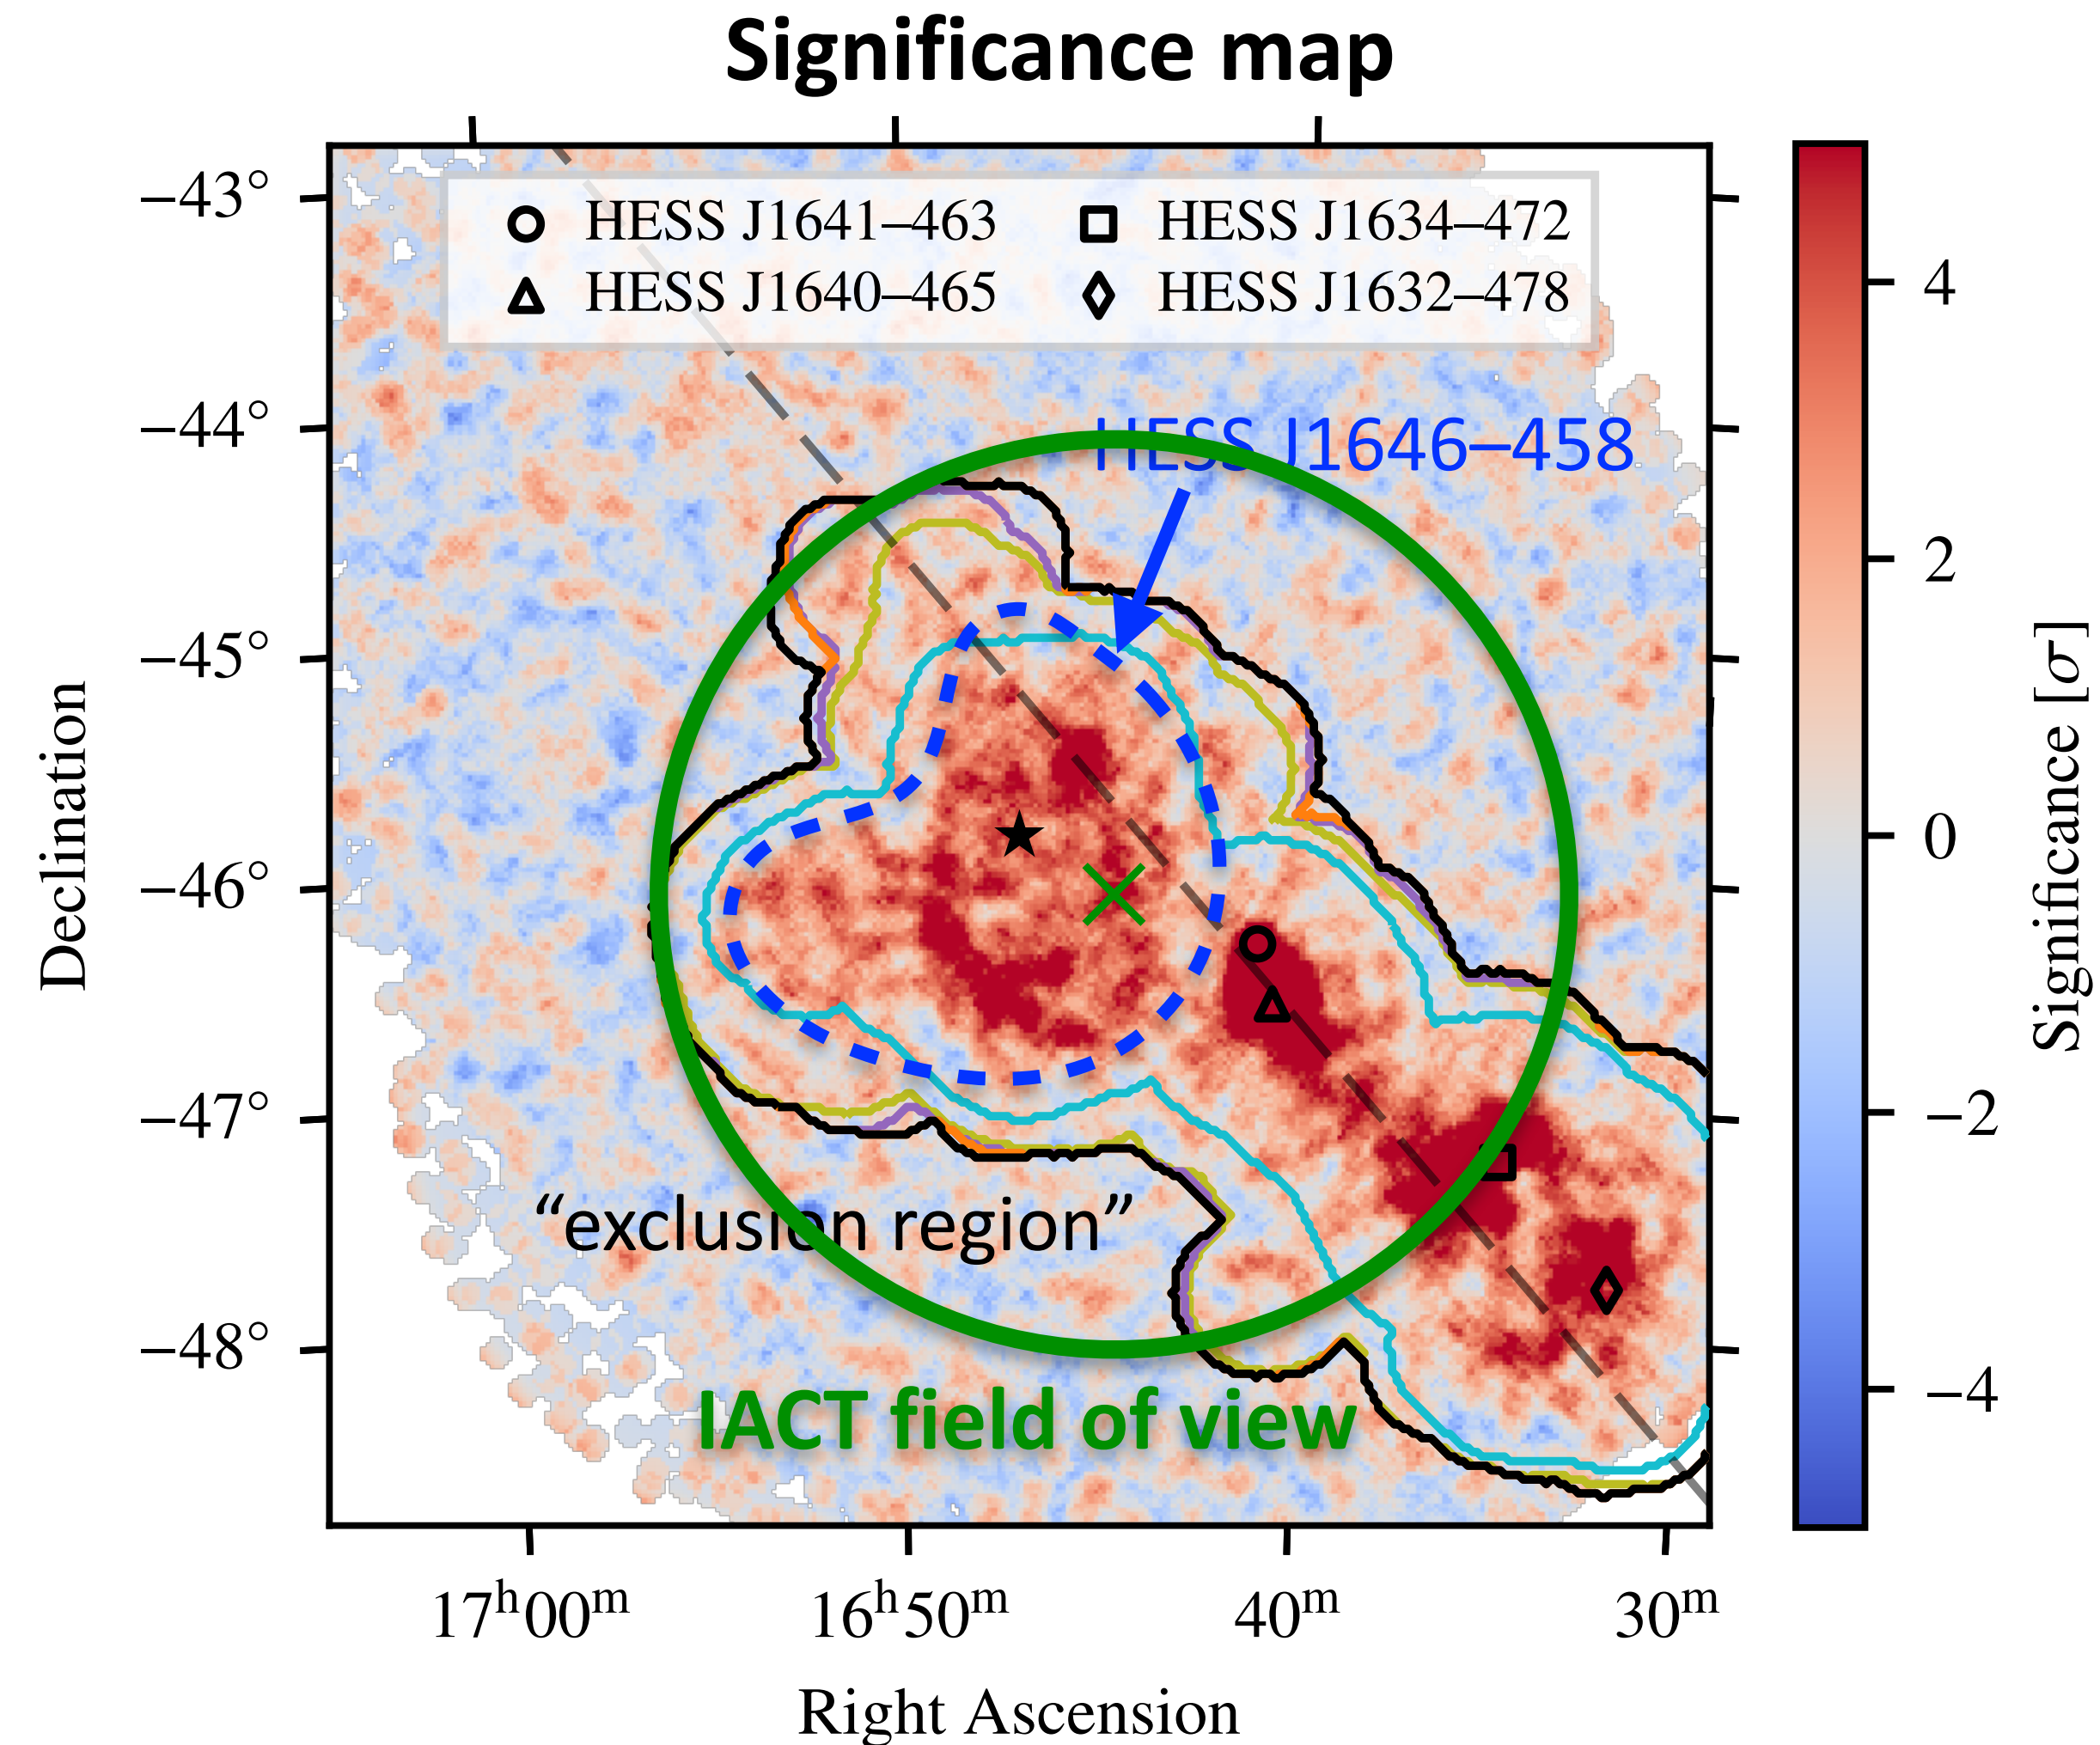 Significance map
HESS J1641–463
HESS J1634–472
HESS J1640–465
HESS J1632–478
−43°
−44°
−45°
−46°
−47°
−48°
Declination
HESS J1646–458
“exclusion region”
IACT field of view
17h00m
16h50m
40m
30m
Right Ascension
4
2
0
−2
−4
Significance [σ]